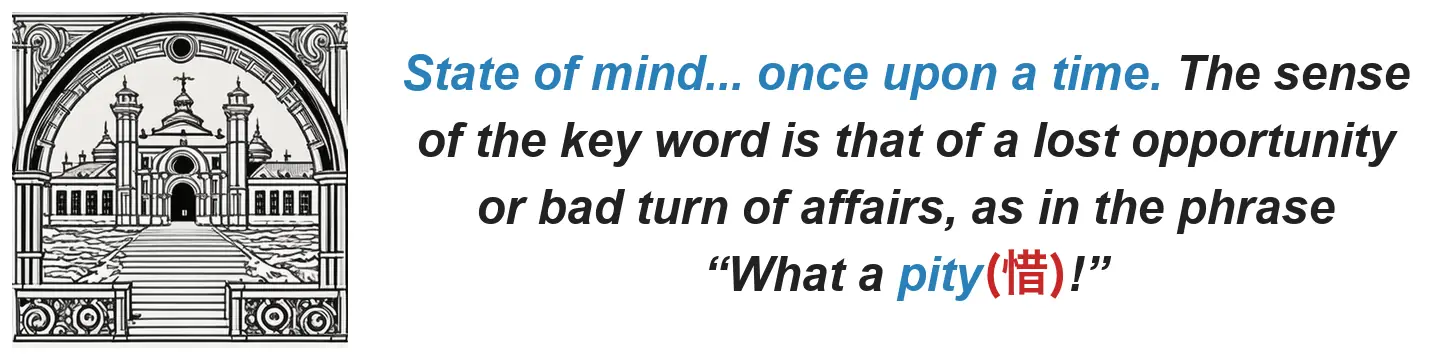 State of mind... once upon a time. The sense
of the key word is that of a lost opportunity
or bad turn of affairs, as in the phrase
“What a pity(惜)!”